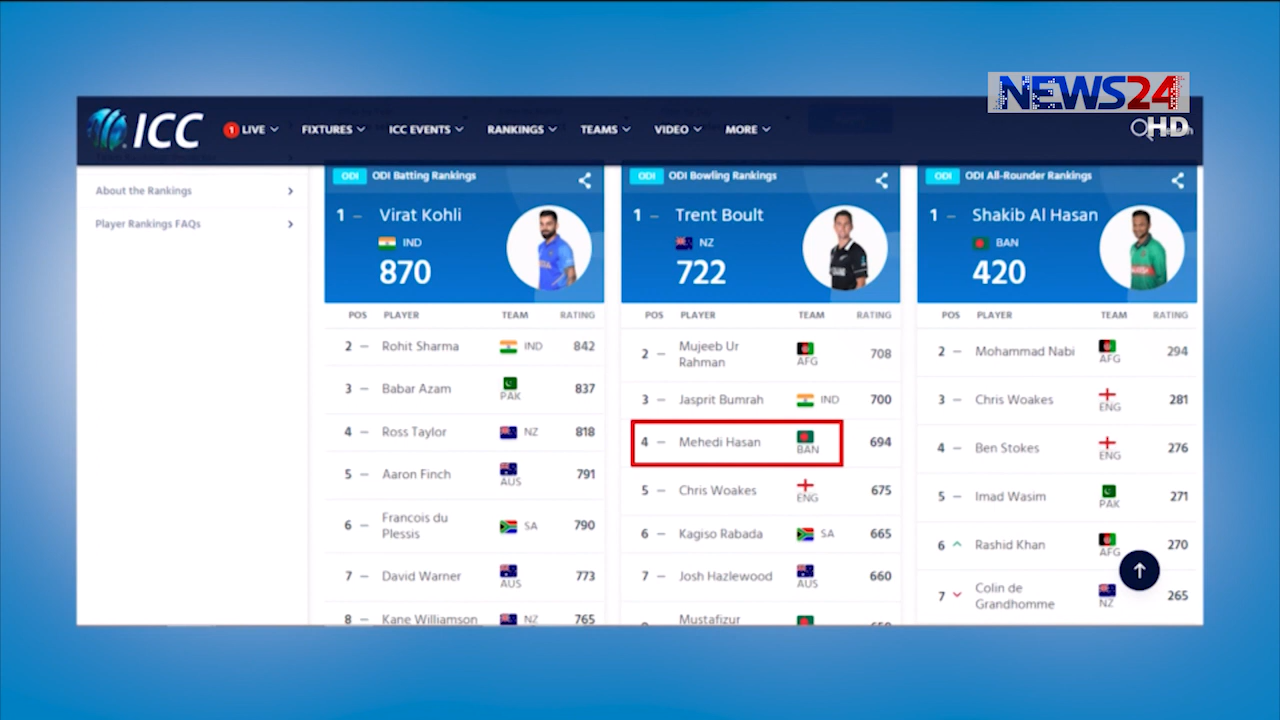 NEWS24
HD
ICC
1 LIVE FIXTURES ICC EVENTS RANKINGS TEAMS VIDEO MORE
About the Rankings
Player Rankings FAQs
ODI ODI Batting Rankings
1 – Virat Kohli
IND
870
POS PLAYER TEAM RATING
2 – Rohit Sharma IND 842
3 – Babar Azam PAK 837
4 – Ross Taylor NZ 818
5 – Aaron Finch AUS 791
6 – Francois du
Plessis SA 790
7 – David Warner AUS 773
8 – Kane Williamson NZ 765
ODI ODI Bowling Rankings
1 – Trent Boult
NZ
722
POS PLAYER TEAM RATING
2 – Mujeeb Ur
Rahman AFG 708
3 – Jasprit Bumrah IND 700
4 – Mehedi Hasan BAN 694
5 – Chris Woakes ENG 675
6 – Kagiso Rabada SA 665
7 – Josh Hazlewood AUS 660
Mustafizur
ODI ODI All-Rounder Rankings
1 – Shakib Al Hasan
BAN
420
POS PLAYER TEAM RATING
2 – Mohammad Nabi AFG 294
3 – Chris Woakes ENG 281
4 – Ben Stokes ENG 276
5 – Imad Wasim PAK 271
6 Rashid Khan AFG 270
7 Colin de
Grandhomme NZ 265